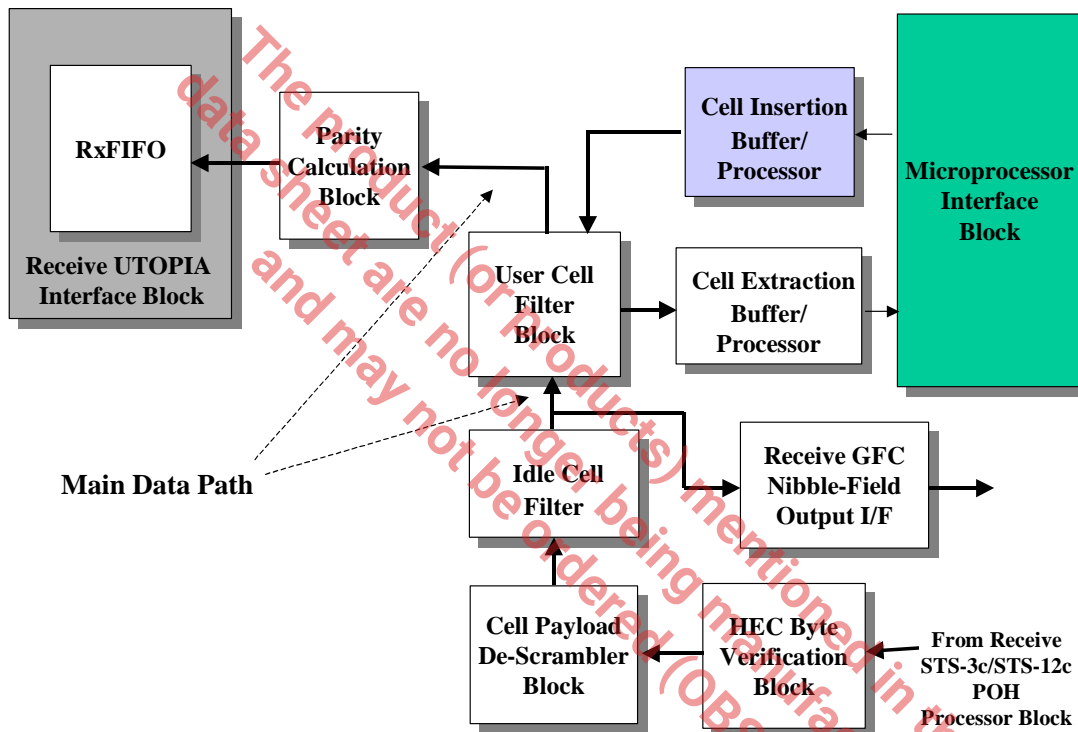 RxFIFO
Receive UTOPIA
Interface Block
Parity
Calculation
Block
Cell Insertion
Buffer/
Processor
Microprocessor
Interface
Block
User Cell
Filter
Block
Cell Extraction
Buffer/
Processor
Main Data Path
Idle Cell
Filter
Receive GFC
Nibble-Field
Output I/F
Cell Payload
De-Scrambler
Block
HEC Byte
Verification
Block
From Receive
STS-3c/STS-12c
POH
Processor Block
The product (or products) mentioned in
data sheet are no longer being
and may not be ordered